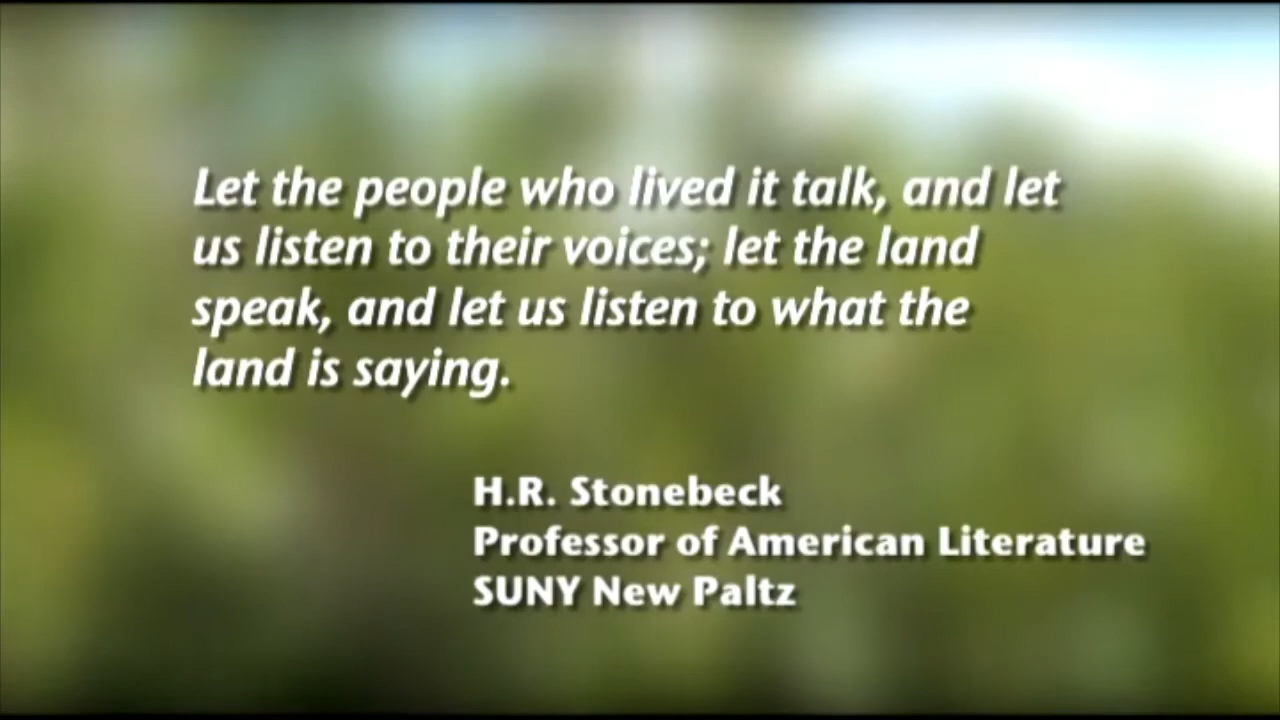 Let the people who lived it talk, and let
us listen to their voices; let the land
speak, and let us listen to what the
land is saying.
H.R. Stonebeck
Professor of American Literature
SUNY New Paltz